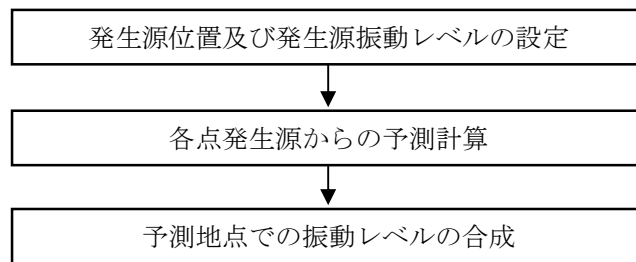 発生源位置及び発生源振動レベルの設定
各点発生源からの予測計算
予測地点での振動レベルの合成